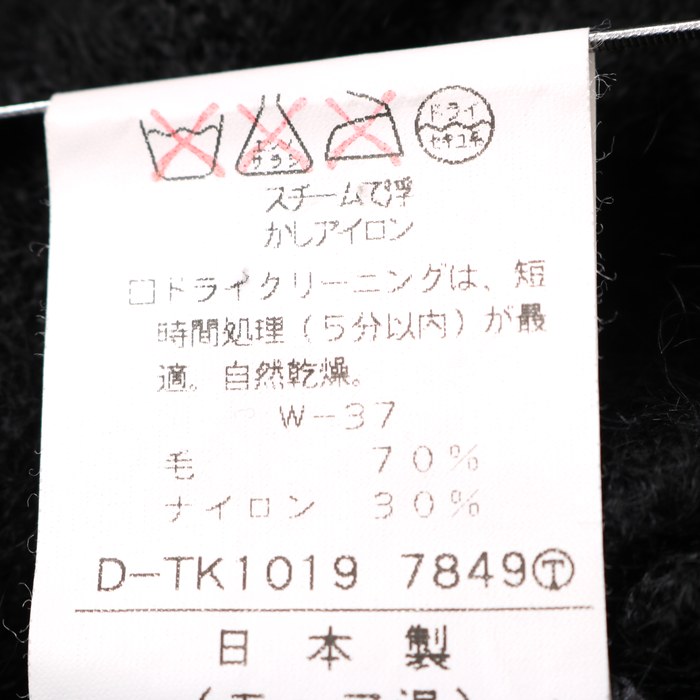 エンソ
サラシ
ドライ
セキユ系
スチームで浮
かしアイロン
□ドライクリーニングは、短
時間処理（5分以内）が最
適。自然乾燥。
W-37
毛 70%
ナイロン 30%
D-TK1019 7849Ⓣ
日本製